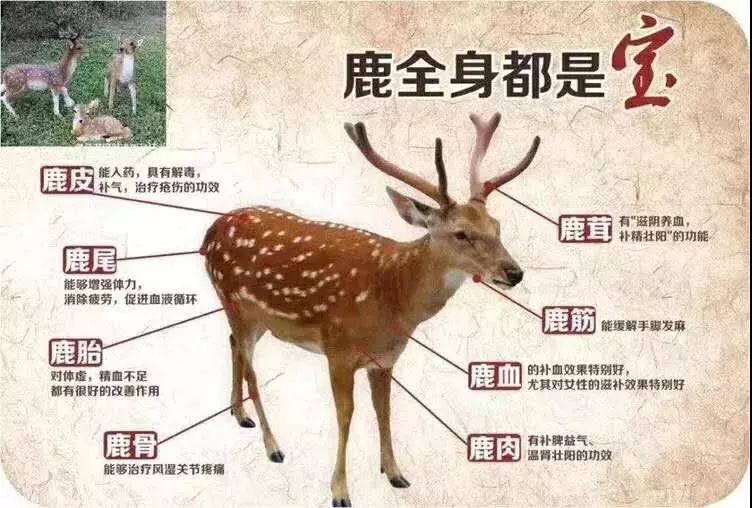 鹿全身都是宝
鹿皮
能入药，具有解毒，
补气，治疗疮伤的功效
鹿尾
能够增强体力，
消除疲劳，促进血液循环
鹿胎
对体虚，精血不足
都有很好的改善作用
鹿骨
能够治疗风湿关节疼痛
鹿茸
有“滋阴养血，
补精壮阳”的功能
鹿筋
能缓解手脚发麻
鹿血
的补血效果特别好，
尤其对女性的滋补效果特别好
鹿肉
有补脾益气、
温肾壮阳的功效